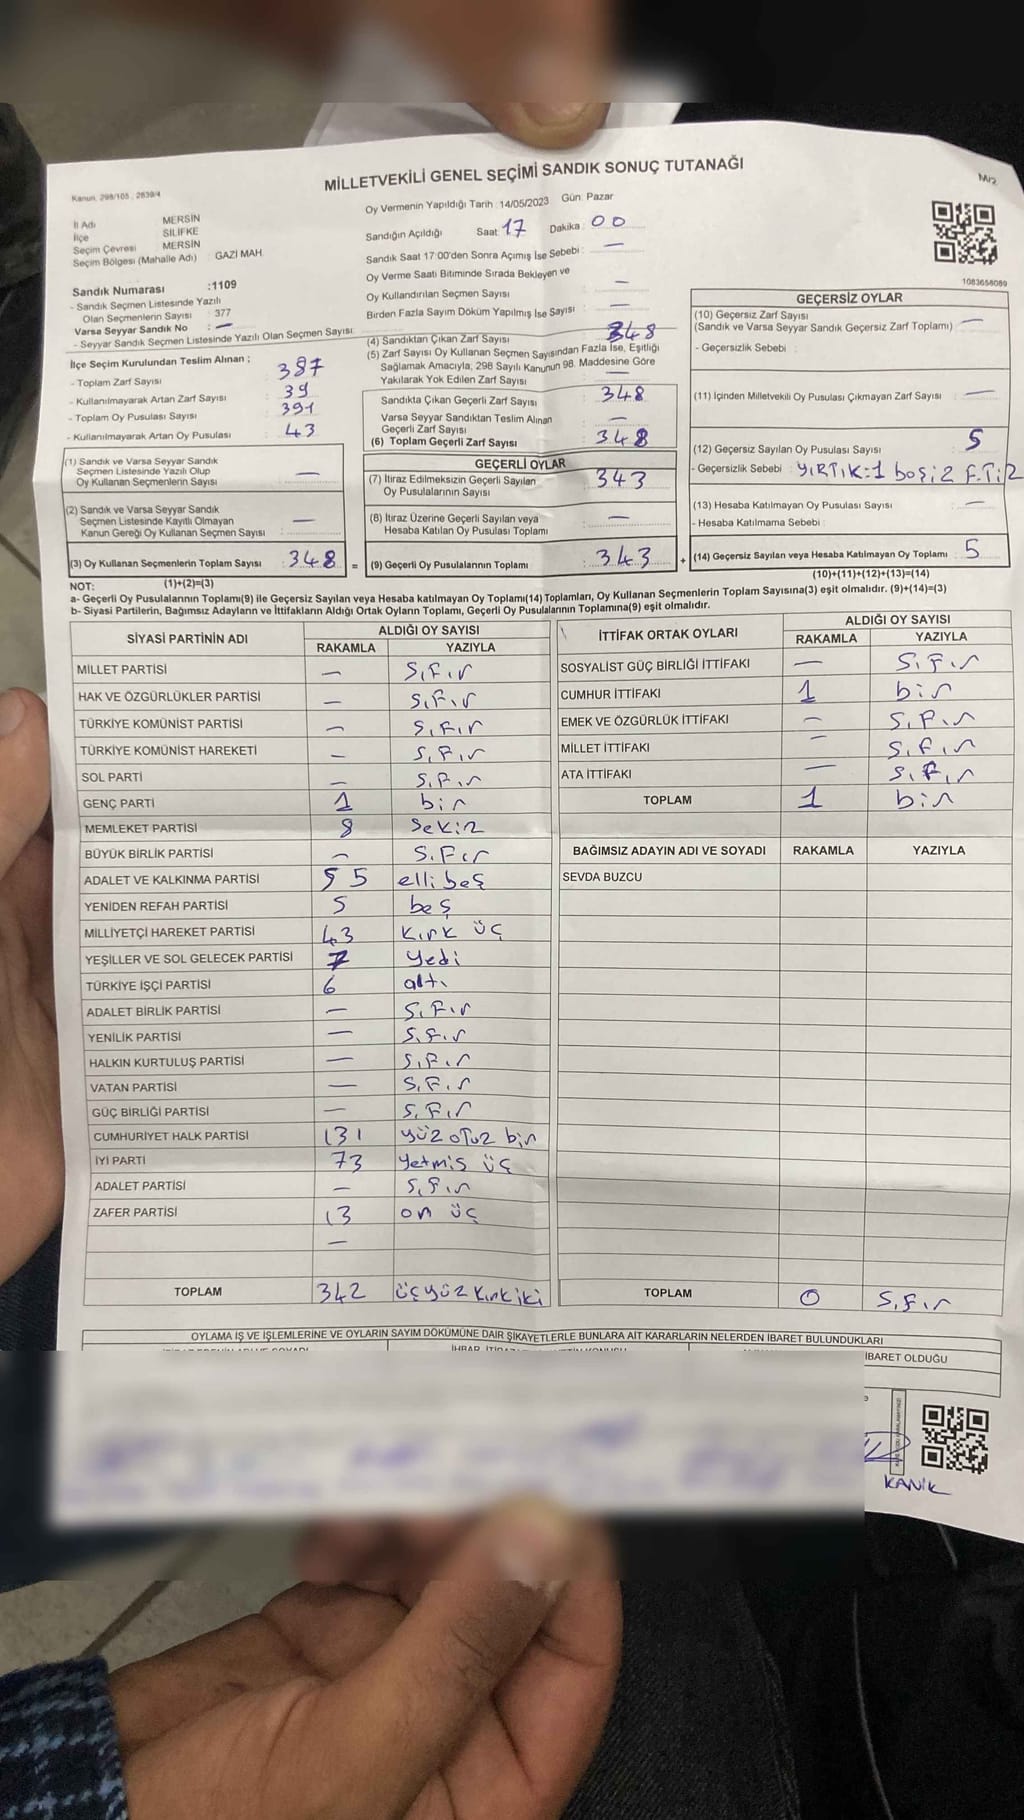 MİLLETVEKİLİ GENEL SEÇİMİ SANDIK SONUÇ TUTANAĞI
Mr2
Kanun, 298/105 , 2839/4
İl Adı MERSİN
İlçe SİLİFKE
Seçim Çevresi MERSİN
Seçim Bölgesi (Mahalle Adı) GAZİ MAH.
Sandık Numarası :1109
- Sandık Seçmen Listesinde Yazılı
Olan Seçmenlerin Sayısı : 377
Varsa Seyyar Sandık No : —
- Seyyar Sandık Seçmen Listesinde Yazılı Olan Seçmen Sayısı:
İlçe Seçim Kurulundan Teslim Alınan ;
- Toplam Zarf Sayısı : 387
- Kullanılmayarak Artan Zarf Sayısı : 39
- Toplam Oy Pusulası Sayısı : 391
- Kullanılmayarak Artan Oy Pusulası : 43
Oy Vermenin Yapıldığı Tarih :14/05/2023 Gün: Pazar
Sandığın Açıldığı Saat: 17 Dakika : 00
Sandık Saat 17:00'den Sonra Açımış İse Sebebi : —
Oy Verme Saati Bitiminde Sırada Bekleyen ve
Oy Kullandırılan Seçmen Sayısı : —
Birden Fazla Sayım Döküm Yapılmış İse Sayısı : —
(4) Sandıktan Çıkan Zarf Sayısı : 348
(5) Zarf Sayısı Oy Kullanan Seçmen Sayısından Fazla İse, Eşitliği
Sağlamak Amacıyla; 298 Sayılı Kanunun 98. Maddesine Göre
Yakılarak Yok Edilen Zarf Sayısı : —
Sandıkta Çıkan Geçerli Zarf Sayısı : 348
Varsa Seyyar Sandıktan Teslim Alınan
Geçerli Zarf Sayısı : —
(6) Toplam Geçerli Zarf Sayısı : 348
1083658089
GEÇERSİZ OYLAR
(10) Geçersiz Zarf Sayısı : —
(Sandık ve Varsa Seyyar Sandık Geçersiz Zarf Toplamı)
- Geçersizlik Sebebi :
(11) İçinden Milletvekili Oy Pusulası Çıkmayan Zarf Sayısı : —
(12) Geçersiz Sayılan Oy Pusulası Sayısı : 5
- Geçersizlik Sebebi : YIRTIK:1 boş:2 F.Tİ:2
(13) Hesaba Katılmayan Oy Pusulası Sayısı : —
- Hesaba Katılmama Sebebi :
(14) Geçersiz Sayılan veya Hesaba Katılmayan Oy Toplamı : 5
(10)+(11)+(12)+(13)=(14)
(1) Sandık ve Varsa Seyyar Sandık
Seçmen Listesinde Yazılı Olup
Oy Kullanan Seçmenlerin Sayısı : —
(2) Sandık ve Varsa Seyyar Sandık
Seçmen Listesinde Kayıtlı Olmayan
Kanun Gereği Oy Kullanan Seçmen Sayısı : —
(3) Oy Kullanan Seçmenlerin Toplam Sayısı : 348 =
(1)+(2)=(3)
GEÇERLİ OYLAR
(7) İtiraz Edilmeksizin Geçerli Sayılan
Oy Pusulalarının Sayısı : 343
(8) İtiraz Üzerine Geçerli Sayılan veya
Hesaba Katılan Oy Pusulası Toplamı : —
(9) Geçerli Oy Pusulalarının Toplamı : 343 +
NOT:
a- Geçerli Oy Pusulalarının Toplamı(9) ile Geçersiz Sayılan veya Hesaba katılmayan Oy Toplamı(14) Toplamları, Oy Kullanan Seçmenlerin Toplam Sayısına(3) eşit olmalıdır. (9)+(14)=(3)
b- Siyasi Partilerin, Bağımsız Adayların ve İttifakların Aldığı Ortak Oyların Toplamı, Geçerli Oy Pusulalarının Toplamına(9) eşit olmalıdır.
SİYASİ PARTİNİN ADI ALDIĞI OY SAYISI
RAKAMLA YAZIYLA
MİLLET PARTİSİ — sıfır
HAK VE ÖZGÜRLÜKLER PARTİSİ — sıfır
TÜRKİYE KOMÜNİST PARTİSİ — sıfır
TÜRKİYE KOMÜNİST HAREKETİ — sıfır
SOL PARTİ — sıfır
GENÇ PARTİ 1 bir
MEMLEKET PARTİSİ 8 sekiz
BÜYÜK BİRLİK PARTİSİ — sıfır
ADALET VE KALKINMA PARTİSİ 55 elli beş
YENİDEN REFAH PARTİSİ 5 beş
MİLLİYETÇİ HAREKET PARTİSİ 43 kırk üç
YEŞİLLER VE SOL GELECEK PARTİSİ 7 yedi
TÜRKİYE İŞÇİ PARTİSİ 6 altı
ADALET BİRLİK PARTİSİ — sıfır
YENİLİK PARTİSİ — sıfır
HALKIN KURTULUŞ PARTİSİ — sıfır
VATAN PARTİSİ — sıfır
GÜÇ BİRLİĞİ PARTİSİ — sıfır
CUMHURİYET HALK PARTİSİ 131 yüz otuz bir
İYİ PARTİ 73 yetmiş üç
ADALET PARTİSİ — sıfır
ZAFER PARTİSİ 13 on üç
—
TOPLAM 342 üçyüz kırk iki
İTTİFAK ORTAK OYLARI ALDIĞI OY SAYISI
RAKAMLA YAZIYLA
SOSYALİST GÜÇ BİRLİĞİ İTTİFAKI — sıfır
CUMHUR İTTİFAKI 1 bir
EMEK VE ÖZGÜRLÜK İTTİFAKI — sıfır
MİLLET İTTİFAKI — sıfır
ATA İTTİFAKI — sıfır
TOPLAM 1 bir
BAĞIMSIZ ADAYIN ADI VE SOYADI RAKAMLA YAZIYLA
SEVDA BUZCU
TOPLAM 0 sıfır
OYLAMA İŞ VE İŞLEMLERİNE VE OYLARIN SAYIM DÖKÜMÜNE DAİR ŞİKAYETLERLE BUNLARA AİT KARARLARIN NELERDEN İBARET BULUNDUKLARI
İBARET OLDUĞU
KANIK